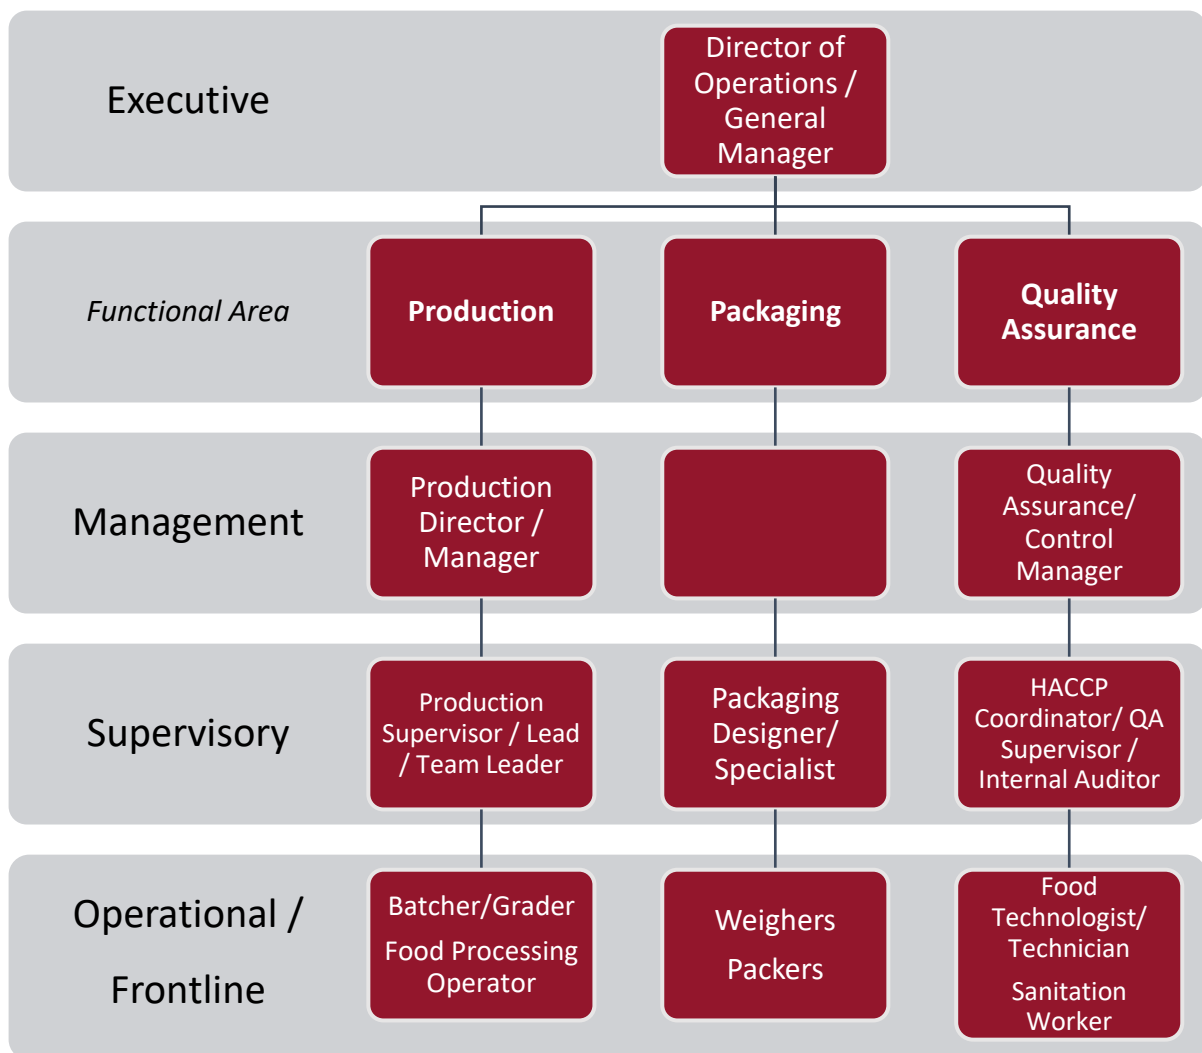 Executive
Director of
Operations /
General
Manager
Functional Area
Production
Packaging
Quality
Assurance
Management
Production
Director /
Manager
Quality
Assurance/
Control
Manager
Supervisory
Production
Supervisor / Lead
/ Team Leader
Packaging
Designer/
Specialist
HACCP
Coordinator/ QA
Supervisor /
Internal Auditor
Operational /
Frontline
Batcher/Grader
Food Processing
Operator
Weighers
Packers
Food
Technologist/
Technician
Sanitation
Worker